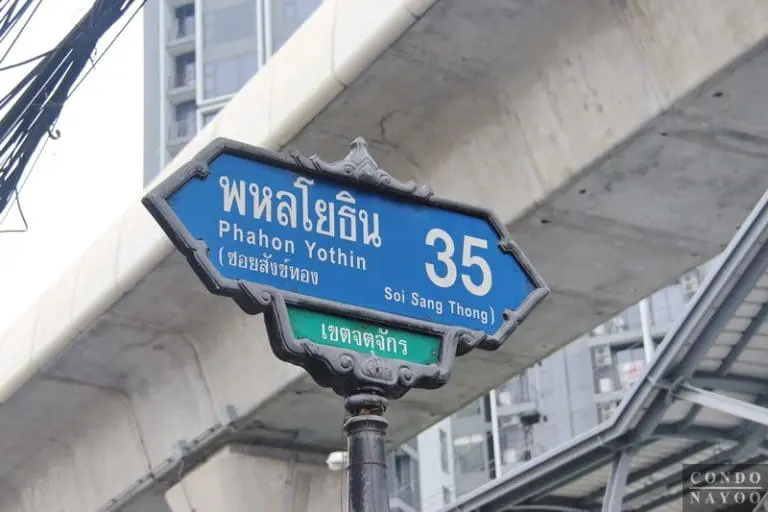 พหลโยธิน 35
Phahon Yothin
(ซอยสังข์ทอง
Soi Sang Thong)
เขตจตุจักร
CONDO
NAYOO